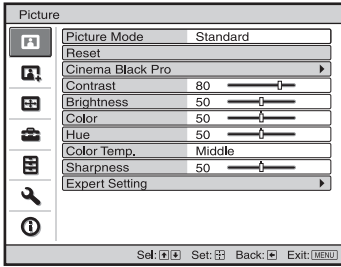 Picture
Picture Mode Standard
Reset
Cinema Black Pro
Contrast 80
Brightness 50
Color 50
Hue 50
Color Temp. Middle
Sharpness 50
Expert Setting
Sel: Set: Back: Exit: MENU